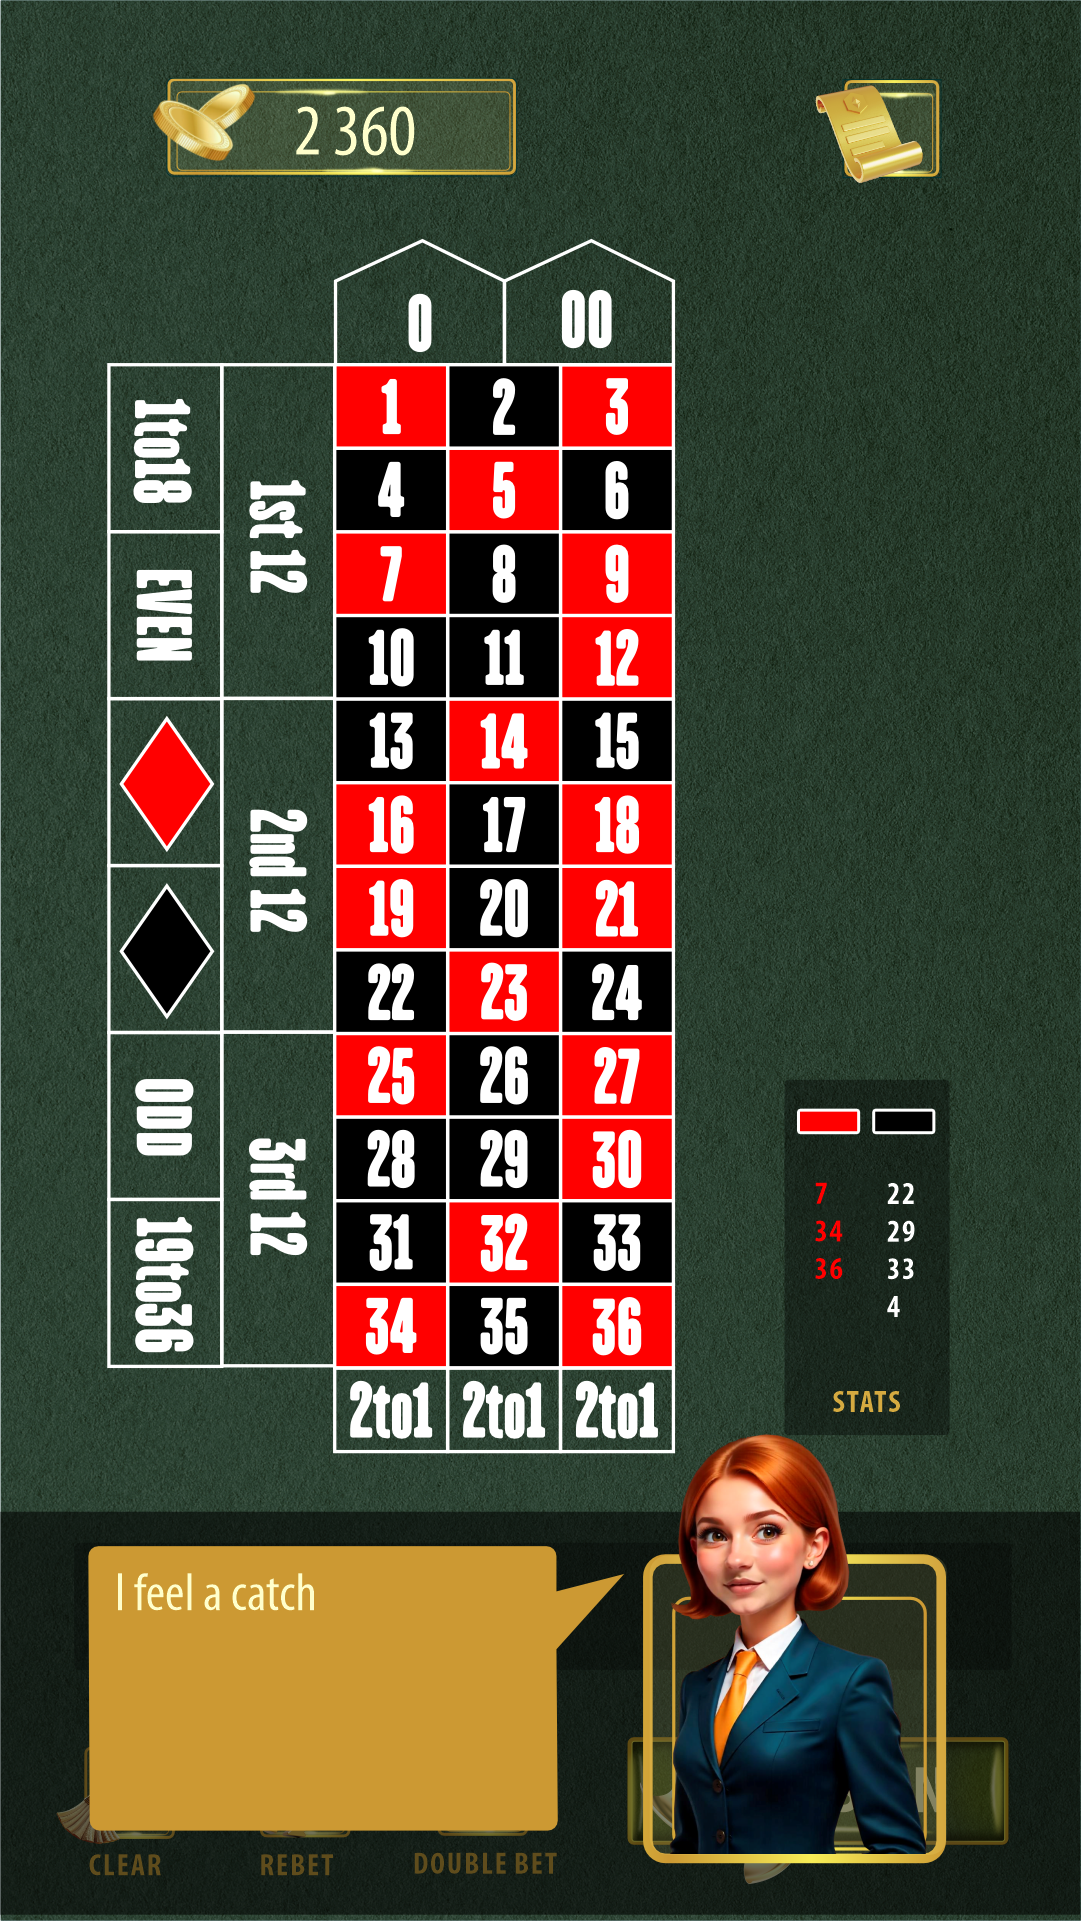 2 360
0 00
1to18
EVEN
ODD
19to36
1st 12
2nd 12
3rd 12
1 2 3
4 5 6
7 8 9
10 11 12
13 14 15
16 17 18
19 20 21
22 23 24
25 26 27
28 29 30
31 32 33
34 35 36
2to1 2to1 2to1
7 22
34 29
36 33
4
STATS
I feel a catch
CLEAR REBET DOUBLE BET